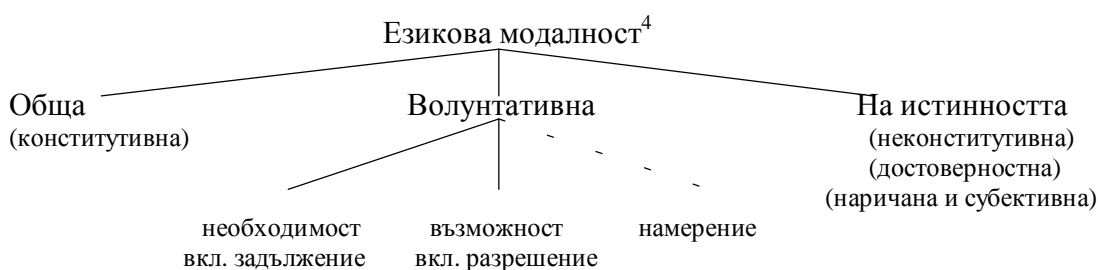 Езикова модалност4
Обща Волунтативна На истинността
(конститутивна) (неконститутивна)
(достоверностна)
(наричана и субективна)
необходимост възможност намерение
вкл. задължение вкл. разрешение